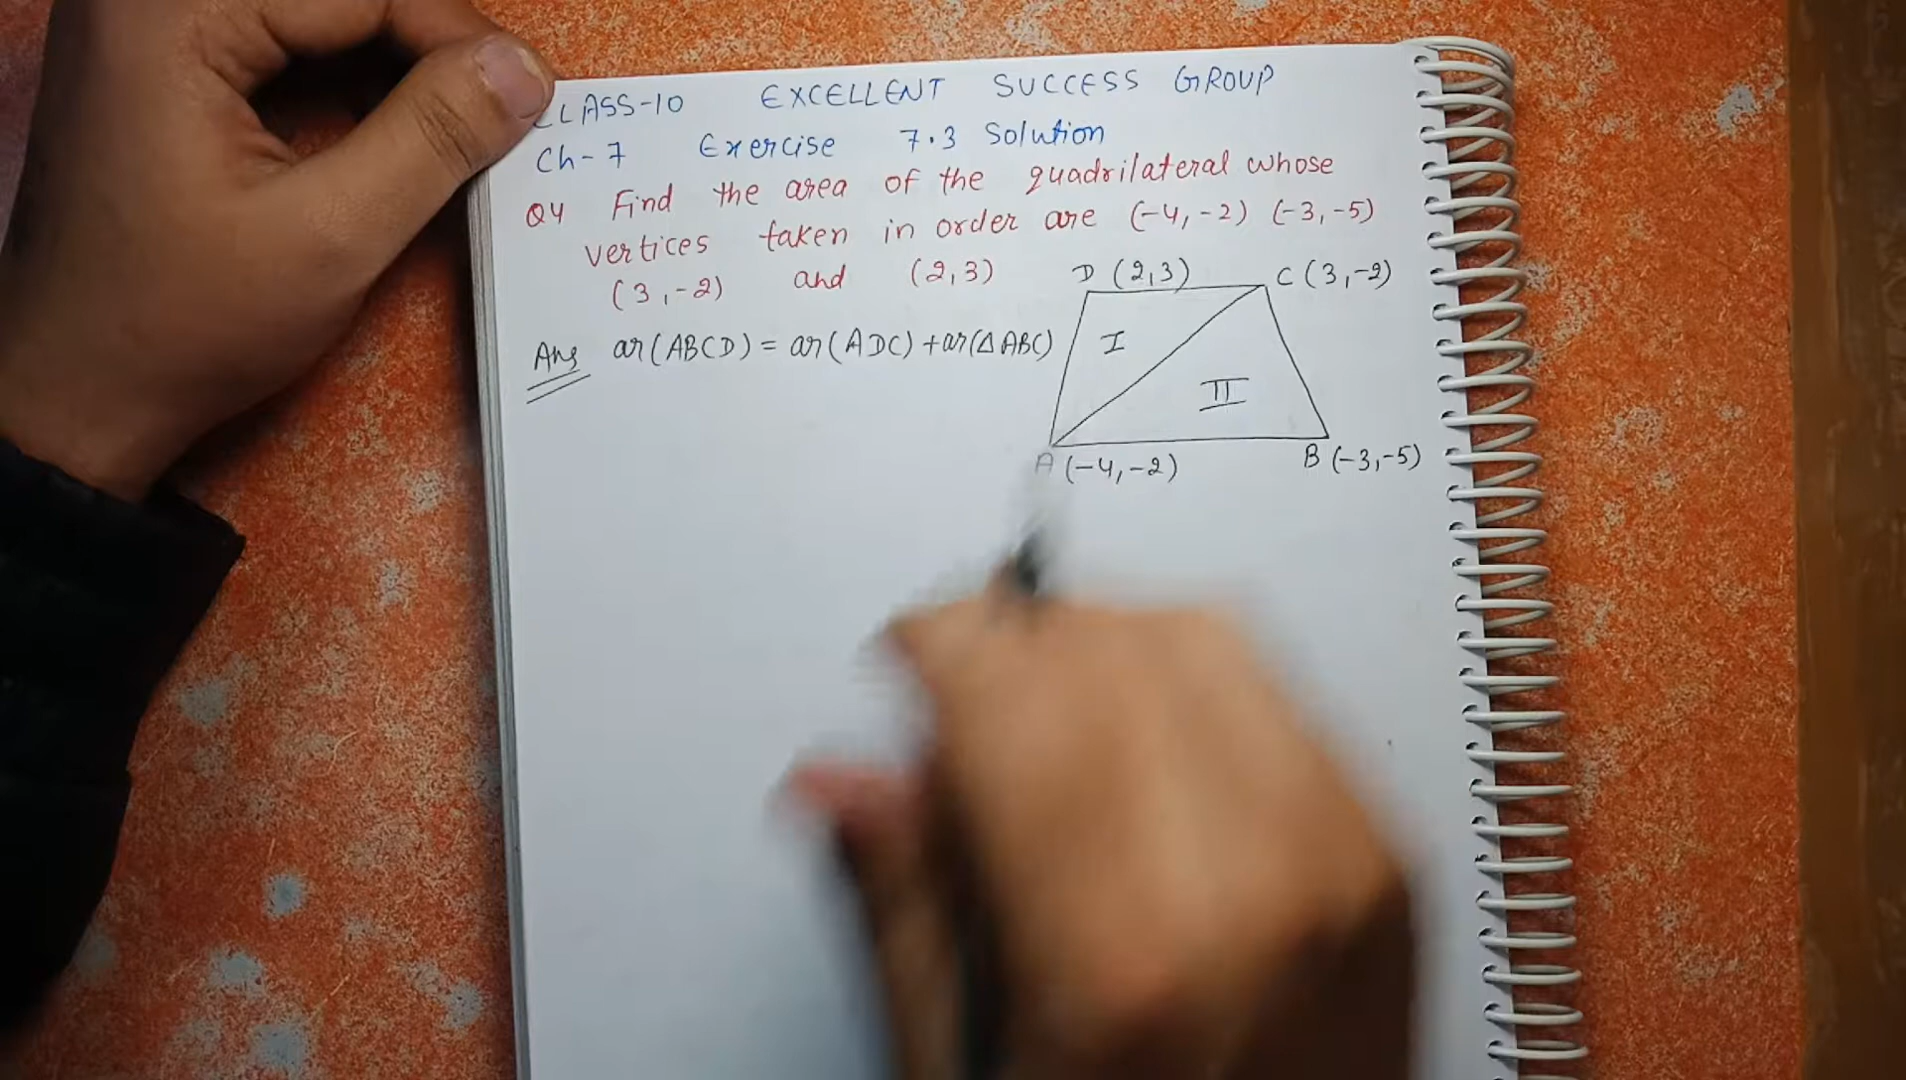 CLASS-10 EXCELLENT SUCCESS GROUP
Ch-7 Exercise 7.3 Solution
Q4 Find the area of the quadrilateral whose
vertices taken in order are (-4,-2) (-3,-5)
(3,-2) and (2,3)
D (2,3) C (3,-2)
Ans ar(ABCD) = ar(ADC) + ar(△ABC)
I
II
A (-4,-2) B (-3,-5)